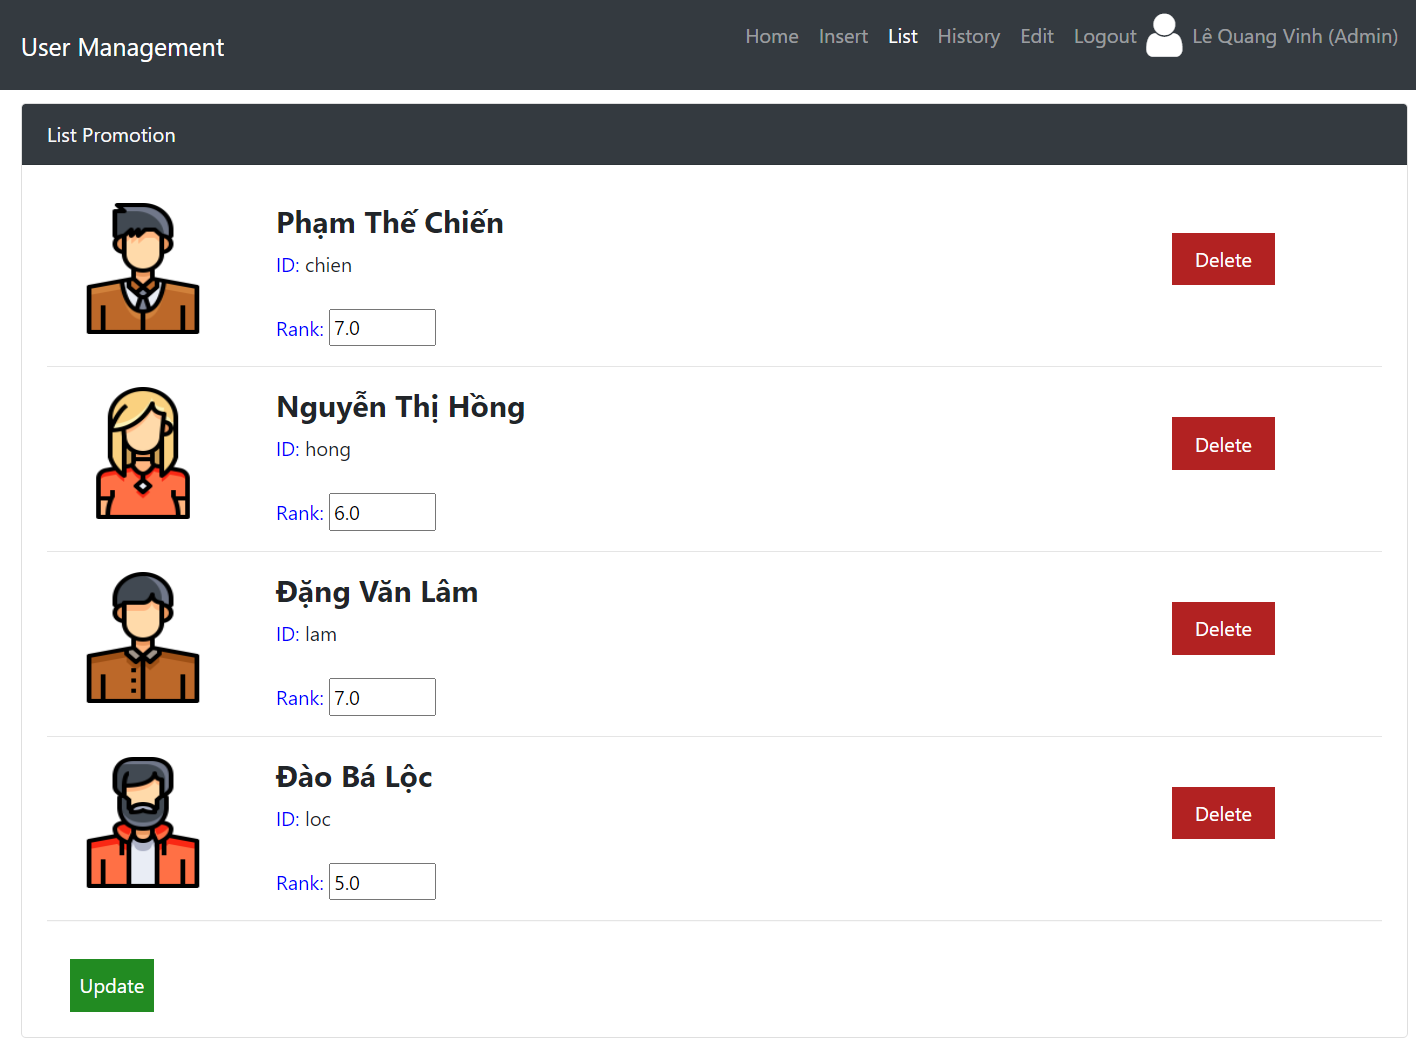 User Management
Home Insert List History Edit Logout Lê Quang Vinh (Admin)
List Promotion
Phạm Thế Chiến
ID: chien
Delete
Rank: 7.0
Nguyễn Thị Hồng
ID: hong
Delete
Rank: 6.0
Đặng Văn Lâm
ID: lam
Delete
Rank: 7.0
Đào Bá Lộc
ID: loc
Delete
Rank: 5.0
Update